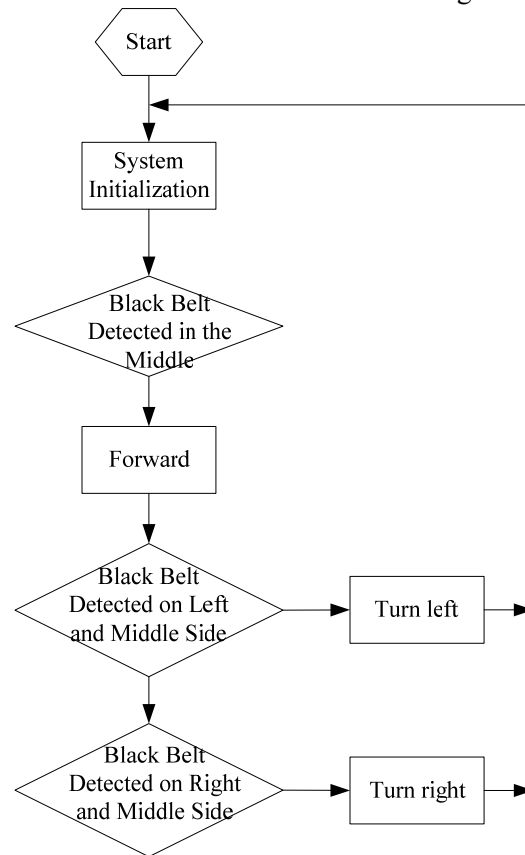 Start
System
Initialization
Black Belt
Detected in the
Middle
Forward
Black Belt
Detected on Left
and Middle Side
Turn left
Black Belt
Detected on Right
and Middle Side
Turn right